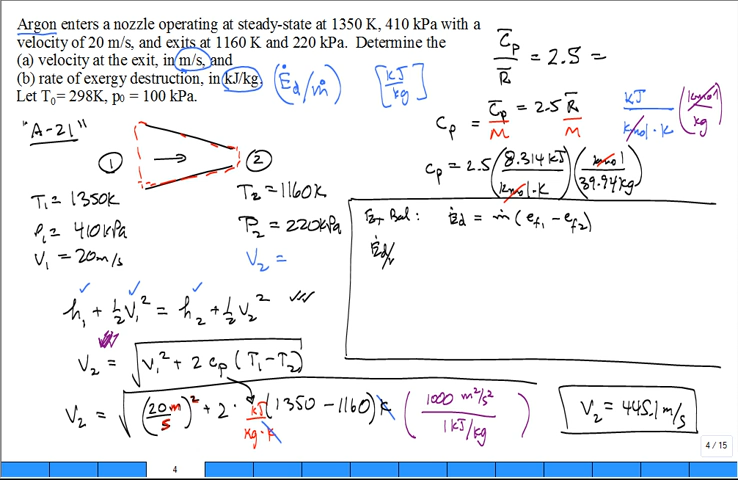 Argon enters a nozzle operating at steady-state at 1350 K, 410 kPa with a
velocity of 20 m/s, and exits at 1160 K and 220 kPa. Determine the
(a) velocity at the exit, in m/s, and
(b) rate of exergy destruction, in kJ/kg. (Ėd/ṁ) [kJ/kg]
Let T₀= 298K, p₀ = 100 kPa.
C̄p/R̄ = 2.5 =
Cp = C̄p/M = 2.5 R̄/M
kJ/kmol·K (kmol/kg)
Cp = 2.5 (8.314 kJ/kmol·K) (kmol/39.94 kg)
"A-21"
① → ②
T₁ = 1350K
P₁ = 410kPa
V₁ = 20m/s
T₂ = 1160K
P₂ = 220kPa
V₂ =
Ex Bal: Ėd = ṁ (ef₁ − ef₂)
Ėd/
h₁ + ½V₁² = h₂ + ½V₂²
V₂ = √(V₁² + 2 Cp (T₁ − T₂))
V₂ = √((20 m/s)² + 2 · kJ/kg·K (1350 − 1160) K (1000 m²/s² / 1 kJ/kg))
V₂ = 445.1 m/s
4 / 15
4